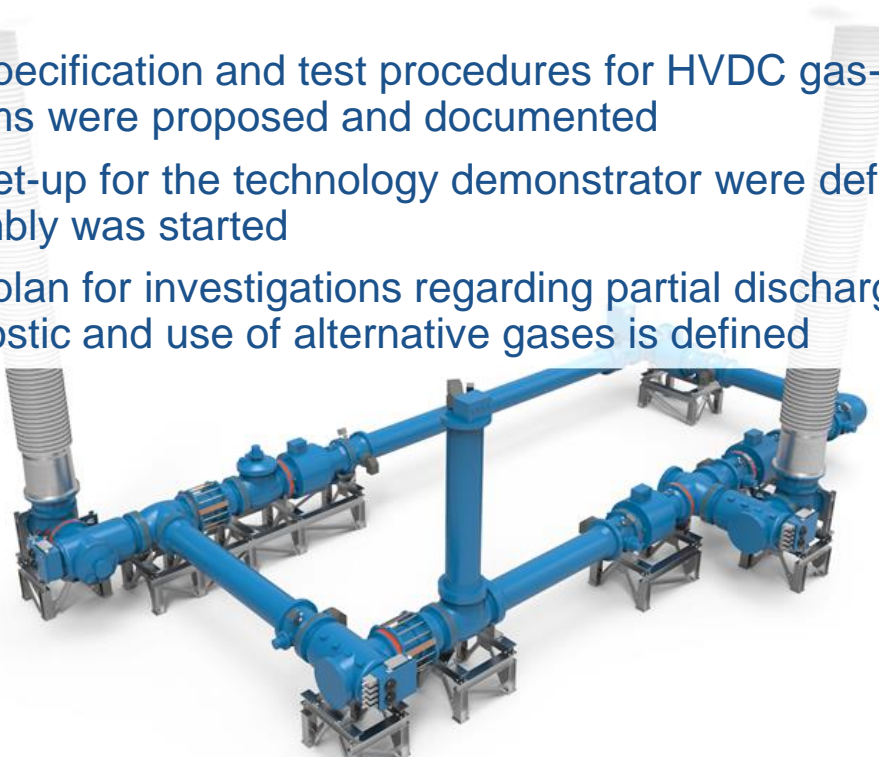 pecification and test procedures for HVDC gas-
ns were proposed and documented
et-up for the technology demonstrator were def
bly was started
plan for investigations regarding partial discharg
ostic and use of alternative gases is defined